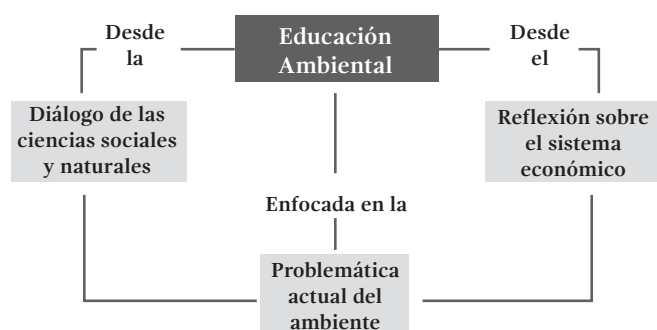 Desde
la
Educación
Ambiental
Desde
el
Diálogo de las
ciencias sociales
y naturales
Reflexión sobre
el sistema
económico
Enfocada en la
Problemática
actual del
ambiente